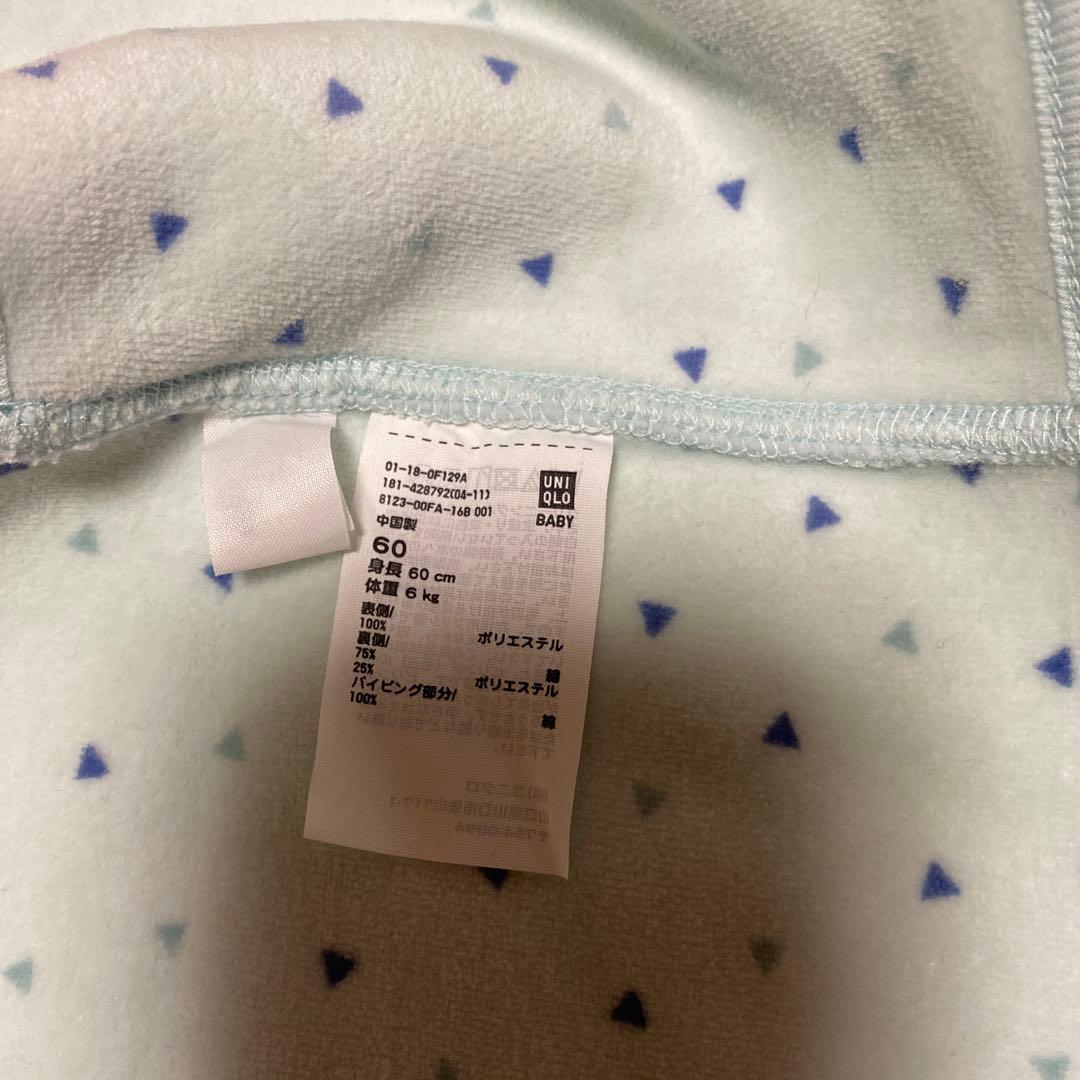 01-18-0F129A
181-428792(04-11)
8123-00FA-16B 001
UNI
QLO
BABY
中国製
60
身長 60 cm
体重 6 kg
表側/
100% ポリエステル
裏側/
75% 綿
25% ポリエステル
パイピング部分/
100% 綿